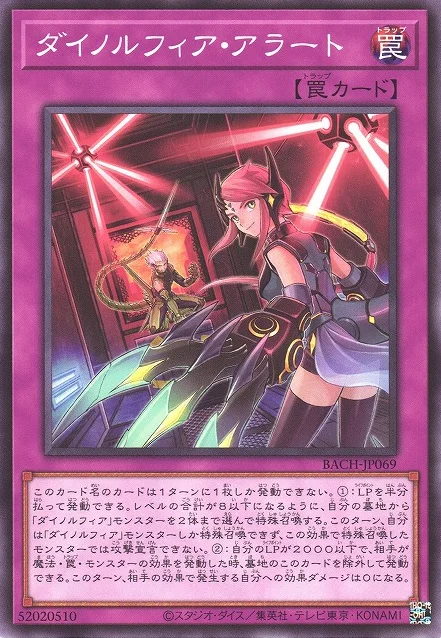 ダイノルフィア・アラート
罠
トラップ
【罠カード】
トラップ
BACH-JP069
このカード名のカードは1ターンに1枚しか発動できない。①:LPを半分
払って発動できる。レベルの合計が8以下になるように、自分の墓地から
「ダイノルフィア」モンスターを2体まで選んで特殊召喚する。このターン、自分
は「ダイノルフィア」モンスターしか特殊召喚できず、この効果で特殊召喚した
モンスターでは攻撃宣言できない。②:自分のLPが2000以下で、相手が
魔法・罠・モンスターの効果を発動した時、墓地のこのカードを除外して発動
できる。このターン、相手の効果で発生する自分への効果ダメージは0になる。
52020510
©スタジオ・ダイス/集英社・テレビ東京・KONAMI